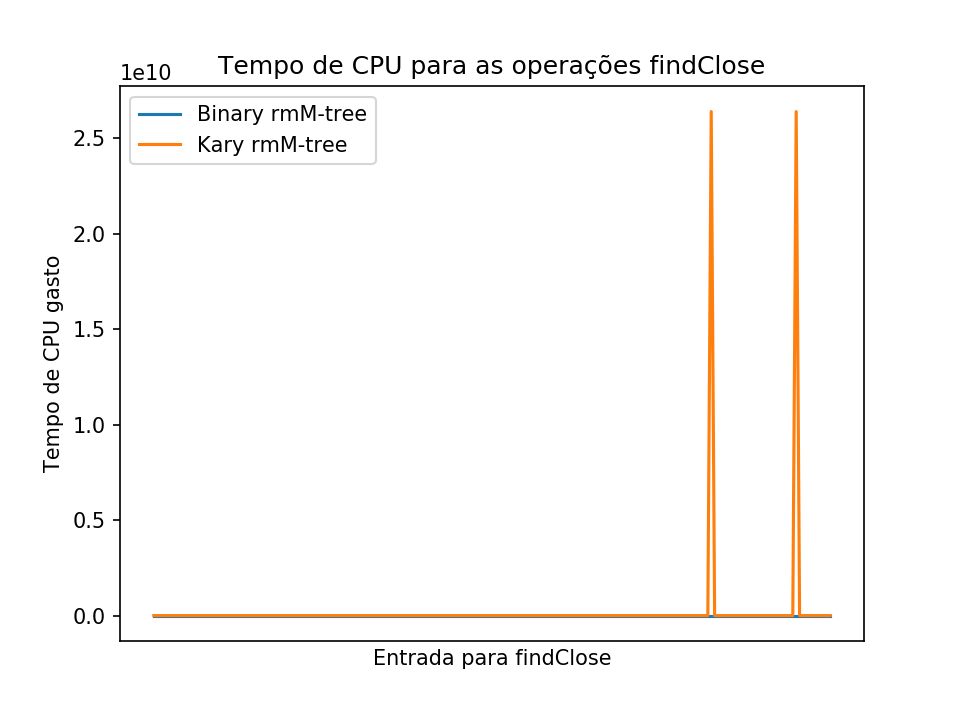 Tempo de CPU para as operações findClose
1e10
Binary rmM-tree
Kary rmM-tree
2.5
2.0
1.5
1.0
0.5
0.0
Tempo de CPU gasto
Entrada para findClose